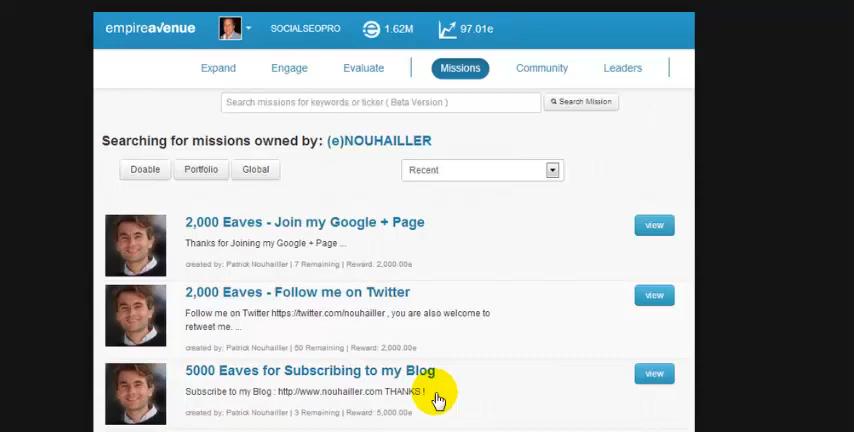 empireavenue SOCIALSEOPRO 1.62M 97.01e
Expand Engage Evaluate Missions Community Leaders
Search missions for keywords or ticker ( Beta Version ) Search Mission
Searching for missions owned by: (e)NOUHAILLER
Doable Portfolio Global Recent
2,000 Eaves - Join my Google + Page view
Thanks for Joining my Google + Page ...
created by: Patrick Nouhailler | 7 Remaining | Reward: 2,000.00e
2,000 Eaves - Follow me on Twitter view
Follow me on Twitter https://twitter.com/nouhailler , you are also welcome to
retweet me. ...
created by: Patrick Nouhailler | 50 Remaining | Reward: 2,000.00e
5000 Eaves for Subscribing to my Blog view
Subscribe to my Blog : http://www.nouhailler.com THANKS !
created by: Patrick Nouhailler | 3 Remaining | Reward: 5,000.00e